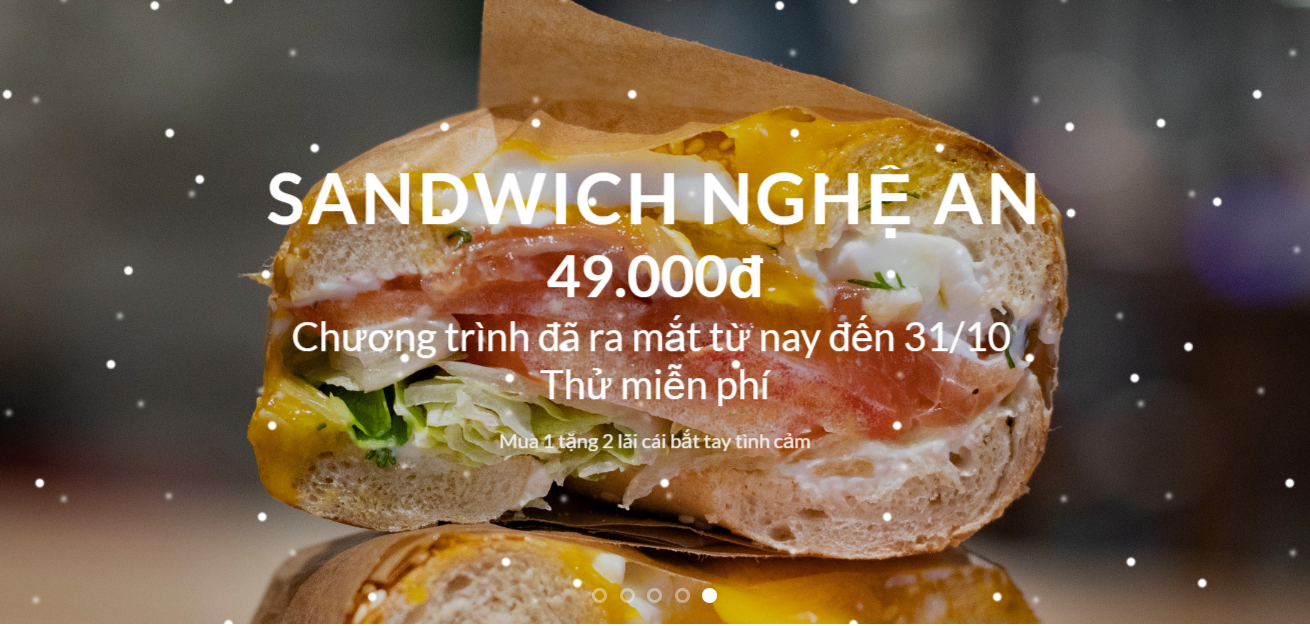 SANDWICH NGHỆ AN
49.000đ
Chương trình đã ra mắt từ nay đến 31/10
Thử miễn phí
Mua 1 tặng 2 lãi cái bắt tay tình cảm